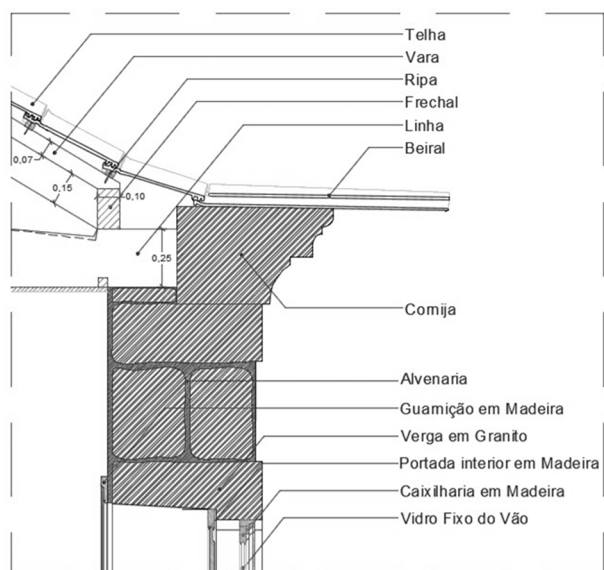 Telha
Vara
Ripa
Frechal
Linha
Beiral
0,07
0,15
0,10
0,25
Cornija
Alvenaria
Guarnição em Madeira
Verga em Granito
Portada interior em Madeira
Caixilharia em Madeira
Vidro Fixo do Vão